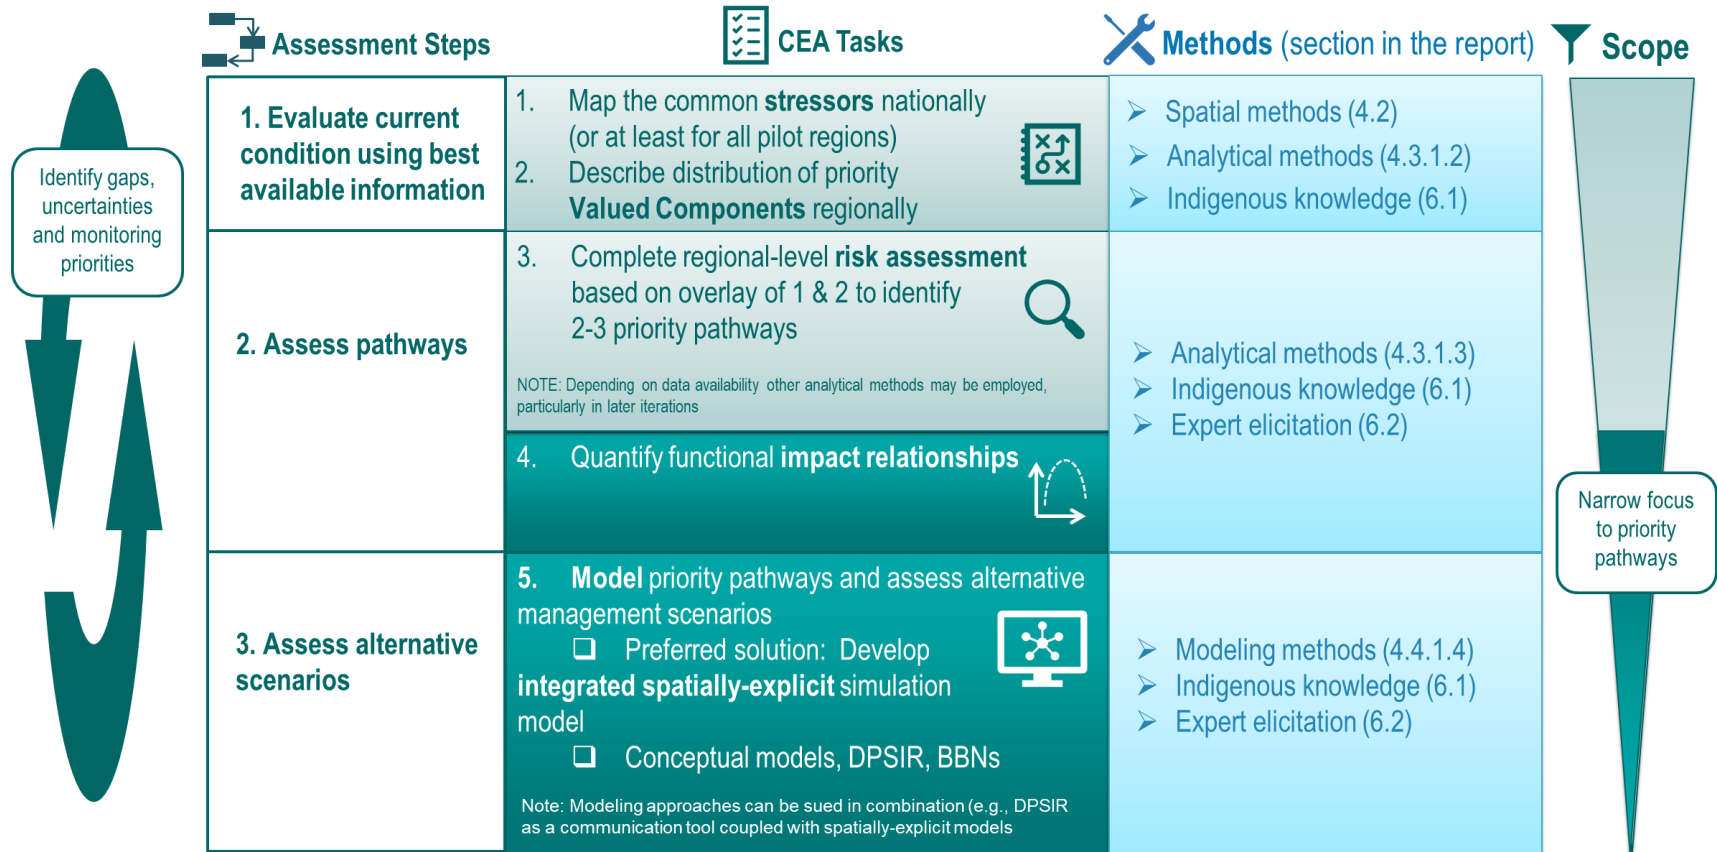 Assessment Steps
CEA Tasks
Methods (section in the report)
Scope
Identify gaps,
uncertainties
and monitoring
priorities
1. Evaluate current
condition using best
available information
1. Map the common stressors nationally
(or at least for all pilot regions)
2. Describe distribution of priority
Valued Components regionally
➢ Spatial methods (4.2)
➢ Analytical methods (4.3.1.2)
➢ Indigenous knowledge (6.1)
2. Assess pathways
3. Complete regional-level risk assessment
based on overlay of 1 & 2 to identify
2-3 priority pathways
NOTE: Depending on data availability other analytical methods may be employed,
particularly in later iterations
4. Quantify functional impact relationships
➢ Analytical methods (4.3.1.3)
➢ Indigenous knowledge (6.1)
➢ Expert elicitation (6.2)
Narrow focus
to priority
pathways
3. Assess alternative
scenarios
5. Model priority pathways and assess alternative
management scenarios
❑ Preferred solution: Develop
integrated spatially-explicit simulation
model
❑ Conceptual models, DPSIR, BBNs
Note: Modeling approaches can be sued in combination (e.g., DPSIR
as a communication tool coupled with spatially-explicit models
➢ Modeling methods (4.4.1.4)
➢ Indigenous knowledge (6.1)
➢ Expert elicitation (6.2)